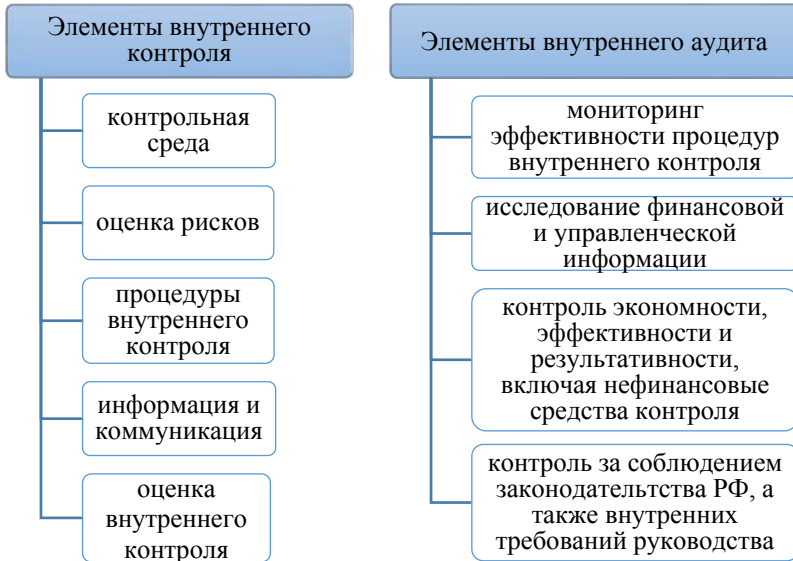 Элементы внутреннего
контроля
контрольная
среда
оценка рисков
процедуры
внутреннего
контроля
информация и
коммуникация
оценка
внутреннего
контроля
Элементы внутреннего аудита
мониторинг
эффективности процедур
внутреннего контроля
исследование финансовой
и управленческой
информации
контроль экономности,
эффективности и
результативности,
включая нефинансовые
средства контроля
контроль за соблюдением
законодательтства РФ, а
также внутренних
требований руководства